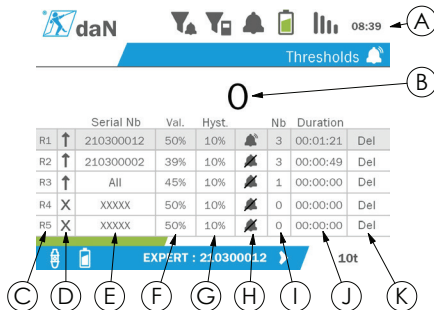 daN
08:39
A
Thresholds
0
B
Serial Nb Val. Hyst. Nb Duration
R1 ↑ 210300012 50% 10% 3 00:01:21 Del
R2 ↑ 210300002 39% 10% 3 00:00:49 Del
R3 ↑ All 45% 10% 1 00:00:00 Del
R4 X XXXXX 50% 10% 0 00:00:00 Del
R5 X XXXXX 50% 10% 0 00:00:00 Del
EXPERT : 210300012 10t
C D E F G H I J K